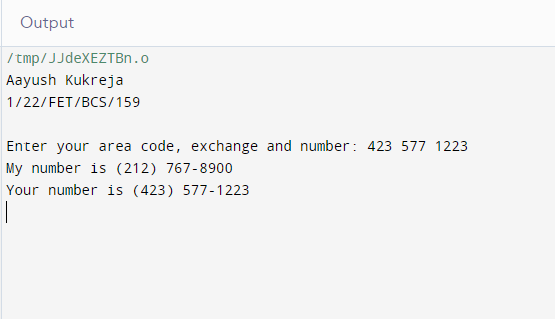 Output
/tmp/JJdeXEZTBn.o
Aayush Kukreja
1/22/FET/BCS/159
Enter your area code, exchange and number: 423 577 1223
My number is (212) 767-8900
Your number is (423) 577-1223